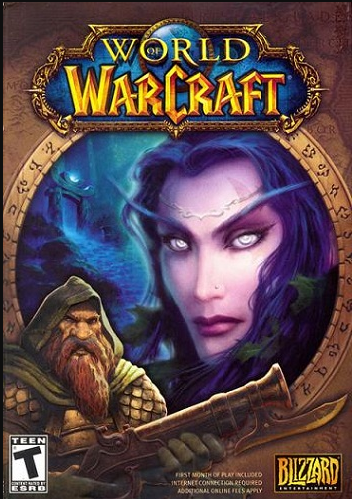 WORLD
OF
WARCRAFT
TEEN
T
CONTENT RATED BY
ESRB
FIRST MONTH OF PLAY INCLUDED
INTERNET CONNECTION REQUIRED
ADDITIONAL ONLINE FEES APPLY
BLIZZARD
ENTERTAINMENT